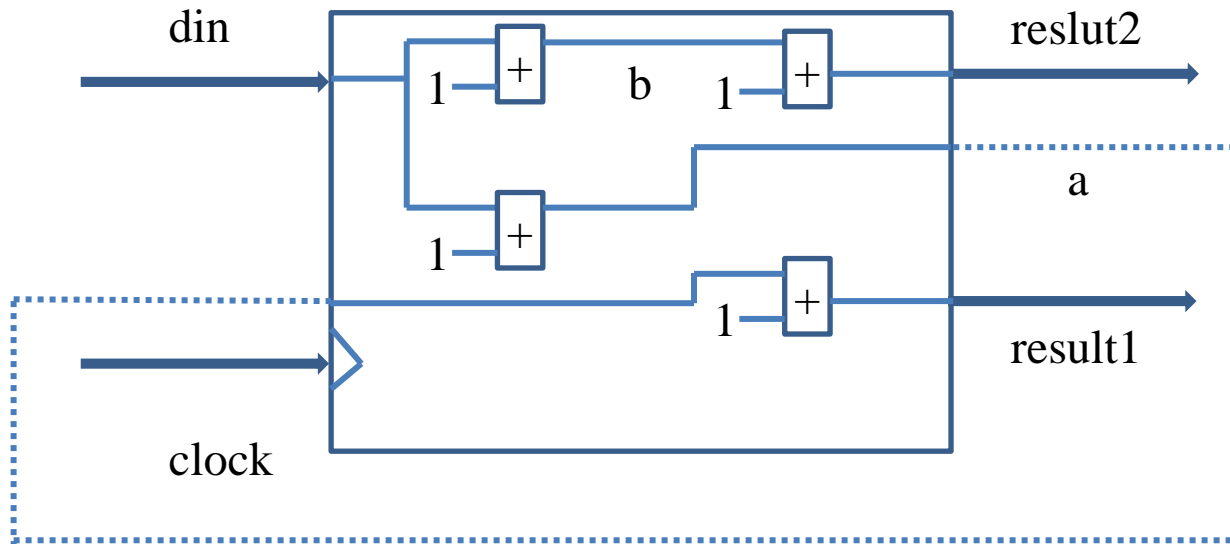 din
reslut2
+
+
1
b
1
a
+
1
+
1
result1
clock